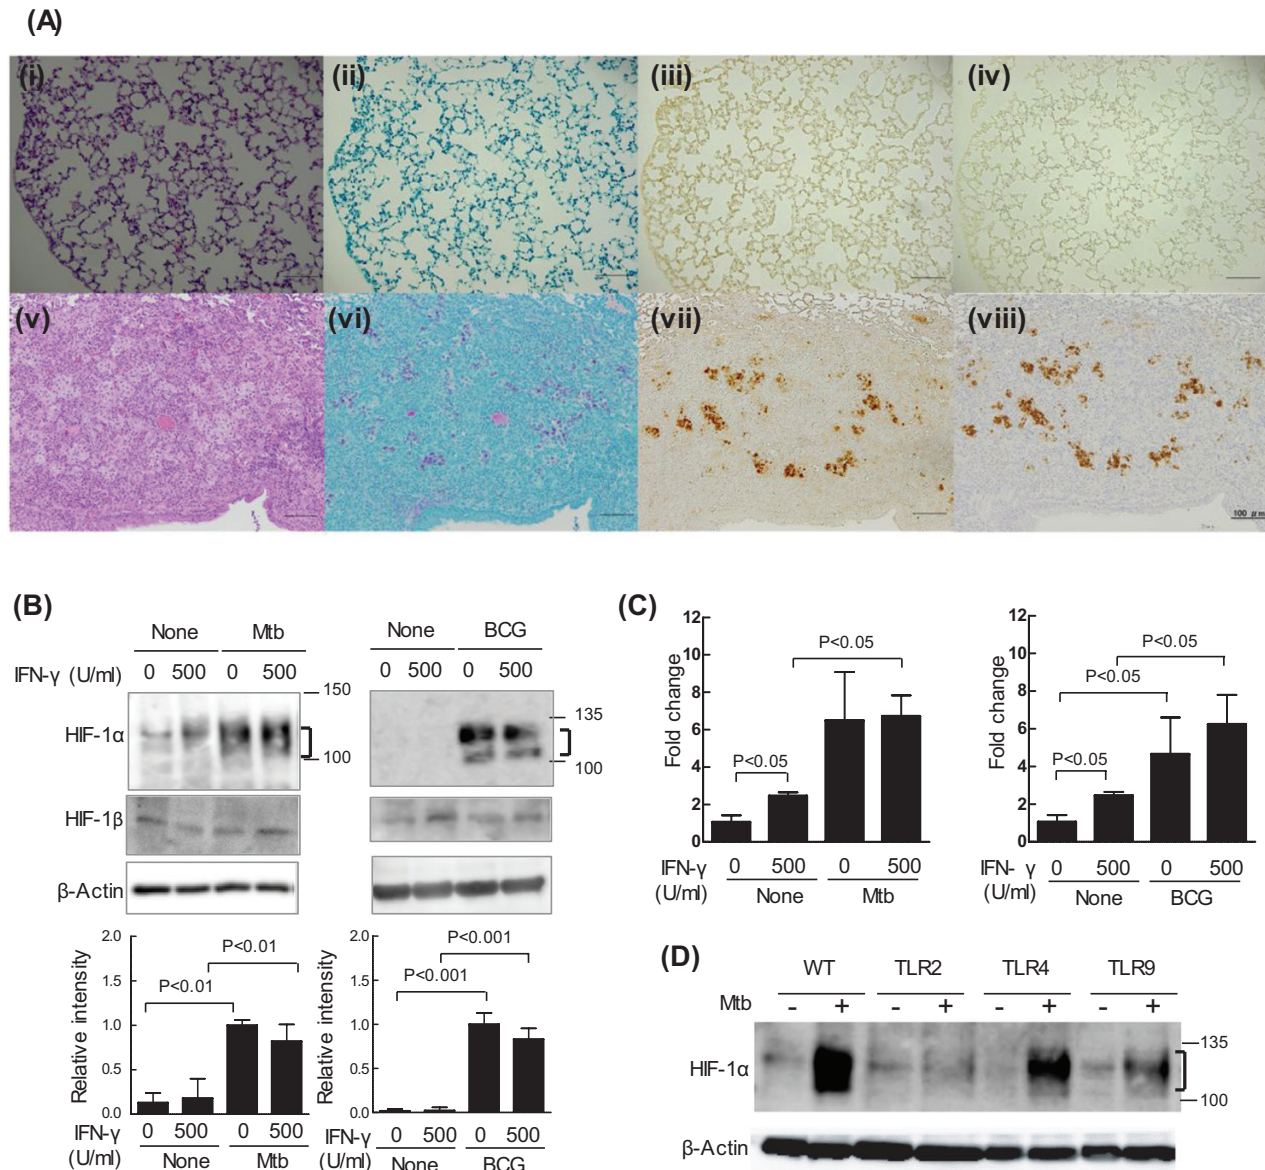 (A)
(i) (ii) (iii) (iv)
(v) (vi) (vii) (viii)
100 μm
(B)
None Mtb None BCG
IFN-γ (U/ml) 0 500 0 500 0 500 0 500
HIF-1α 150 100 135 100
HIF-1β
β-Actin
Relative intensity
2.0
1.5
1.0
0.5
0.0
P<0.01
P<0.01
IFN-γ (U/ml) 0 500 0 500
None Mtb
Relative intensity
2.0
1.5
1.0
0.5
0.0
P<0.001
P<0.001
IFN-γ (U/ml) 0 500 0 500
None BCG
(C)
Fold change
12
10
8
6
4
2
0
P<0.05
P<0.05
IFN-γ (U/ml) 0 500 0 500
None Mtb
Fold change
12
10
8
6
4
2
0
P<0.05
P<0.05
P<0.05
IFN- γ (U/ml) 0 500 0 500
None BCG
(D)
WT TLR2 TLR4 TLR9
Mtb - + - + - + - +
HIF-1α 135 100
β-Actin